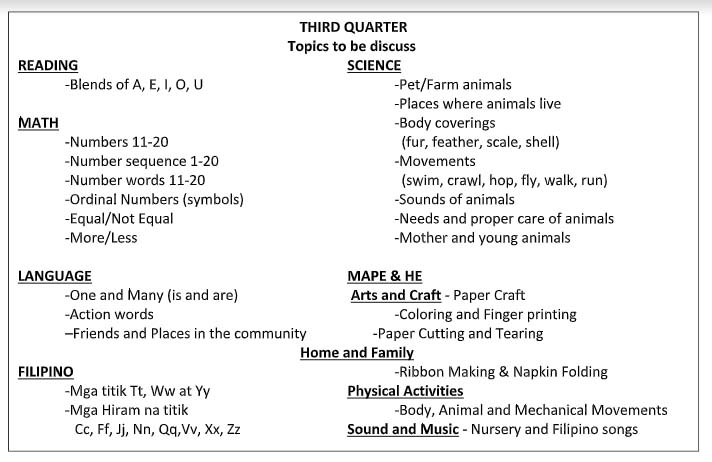 THIRD QUARTER
Topics to be discuss
READING
-Blends of A, E, I, O, U
MATH
-Numbers 11-20
-Number sequence 1-20
-Number words 11-20
-Ordinal Numbers (symbols)
-Equal/Not Equal
-More/Less
SCIENCE
-Pet/Farm animals
-Places where animals live
-Body coverings
(fur, feather, scale, shell)
-Movements
(swim, crawl, hop, fly, walk, run)
-Sounds of animals
-Needs and proper care of animals
-Mother and young animals
LANGUAGE
-One and Many (is and are)
-Action words
–Friends and Places in the community
FILIPINO
-Mga titik Tt, Ww at Yy
-Mga Hiram na titik
Cc, Ff, Jj, Nn, Qq,Vv, Xx, Zz
MAPE & HE
Arts and Craft - Paper Craft
-Coloring and Finger printing
-Paper Cutting and Tearing
Home and Family
-Ribbon Making & Napkin Folding
Physical Activities
-Body, Animal and Mechanical Movements
Sound and Music - Nursery and Filipino songs